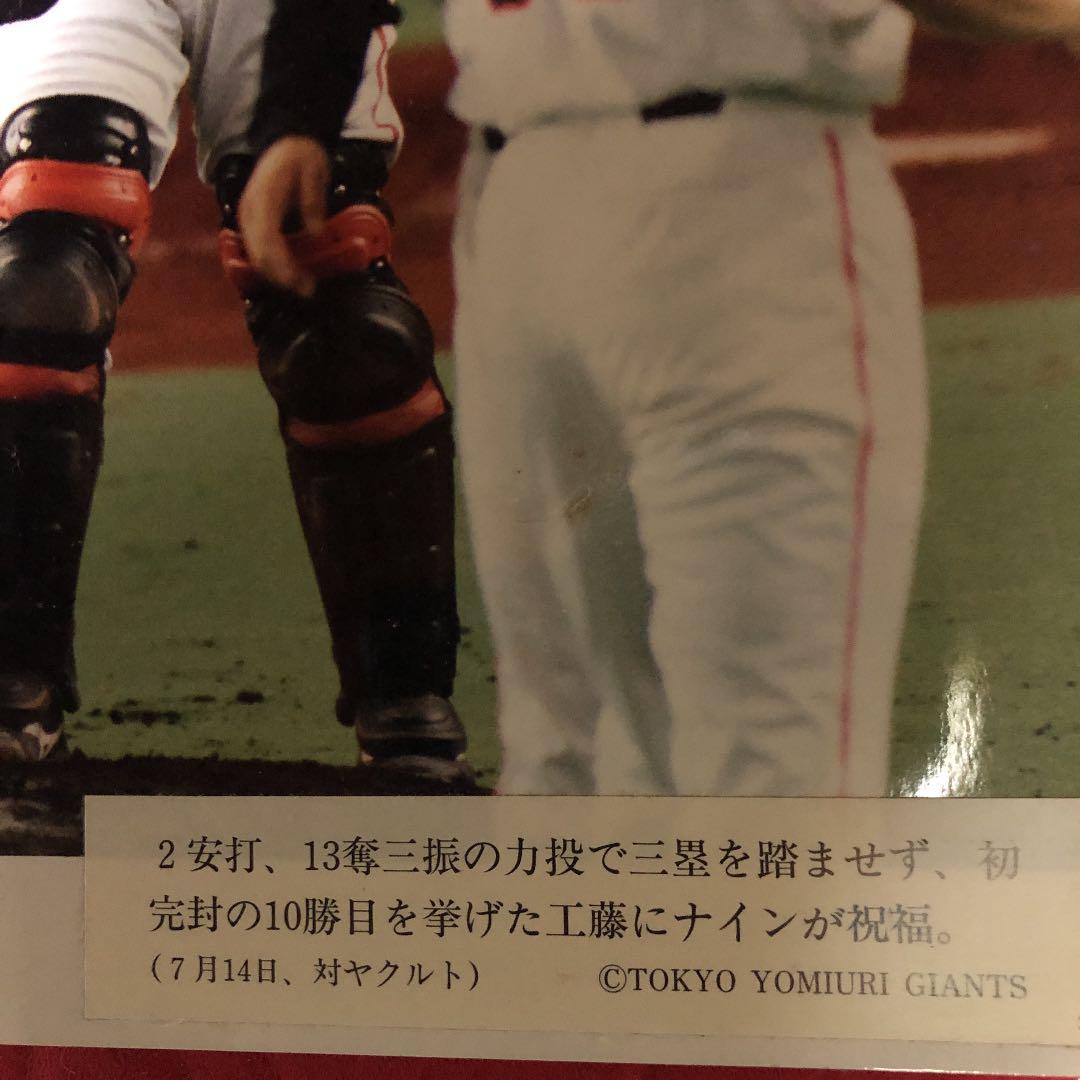 2安打、13奪三振の力投で三塁を踏ませず、初
完封の10勝目を挙げた工藤にナインが祝福。
(7月14日、対ヤクルト)
©TOKYO YOMIURI GIANTS